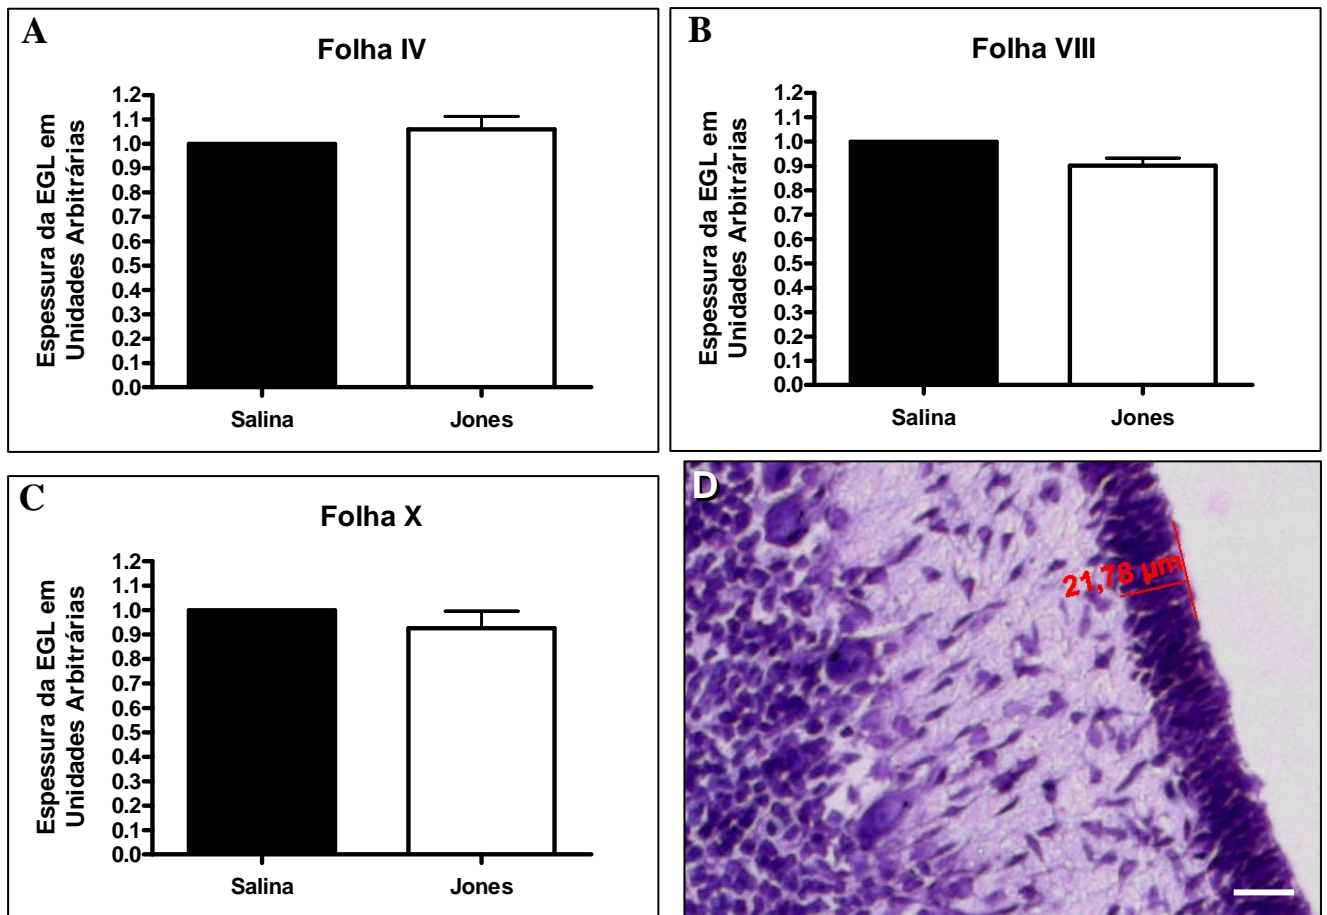 A
Folha IV
Espessura da EGL em
Unidades Arbitrárias
1.2
1.1
1.0
0.9
0.8
0.7
0.6
0.5
0.4
0.3
0.2
0.1
0.0
Salina Jones
B
Folha VIII
Espessura da EGL em
Unidades Arbitrárias
1.2
1.1
1.0
0.9
0.8
0.7
0.6
0.5
0.4
0.3
0.2
0.1
0.0
Salina Jones
C
Folha X
Espessura da EGL em
Unidades Arbitrárias
1.2
1.1
1.0
0.9
0.8
0.7
0.6
0.5
0.4
0.3
0.2
0.1
0.0
Salina Jones
D
21,78 µm